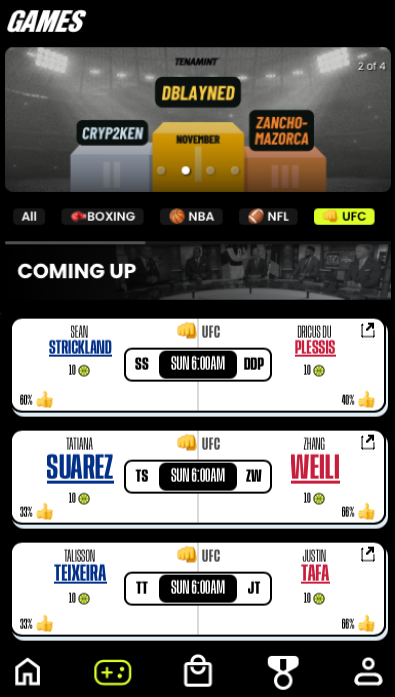 GAMES
TENAMINT
2 of 4
DBLAYNED
CRYP2KEN
NOVEMBER
ZANCHO-
MAZORCA
All
BOXING
NBA
NFL
UFC
COMING UP
SEAN
STRICKLAND
10
60%
UFC
SS
SUN 6:00AM
DDP
DRICUS DU
PLESSIS
10
40%
TATIANA
SUAREZ
10
33%
UFC
TS
SUN 6:00AM
ZW
ZHANG
WEILI
10
66%
TALISSON
TEIXEIRA
10
33%
UFC
TT
SUN 6:00AM
JT
JUSTIN
TAFA
10
66%